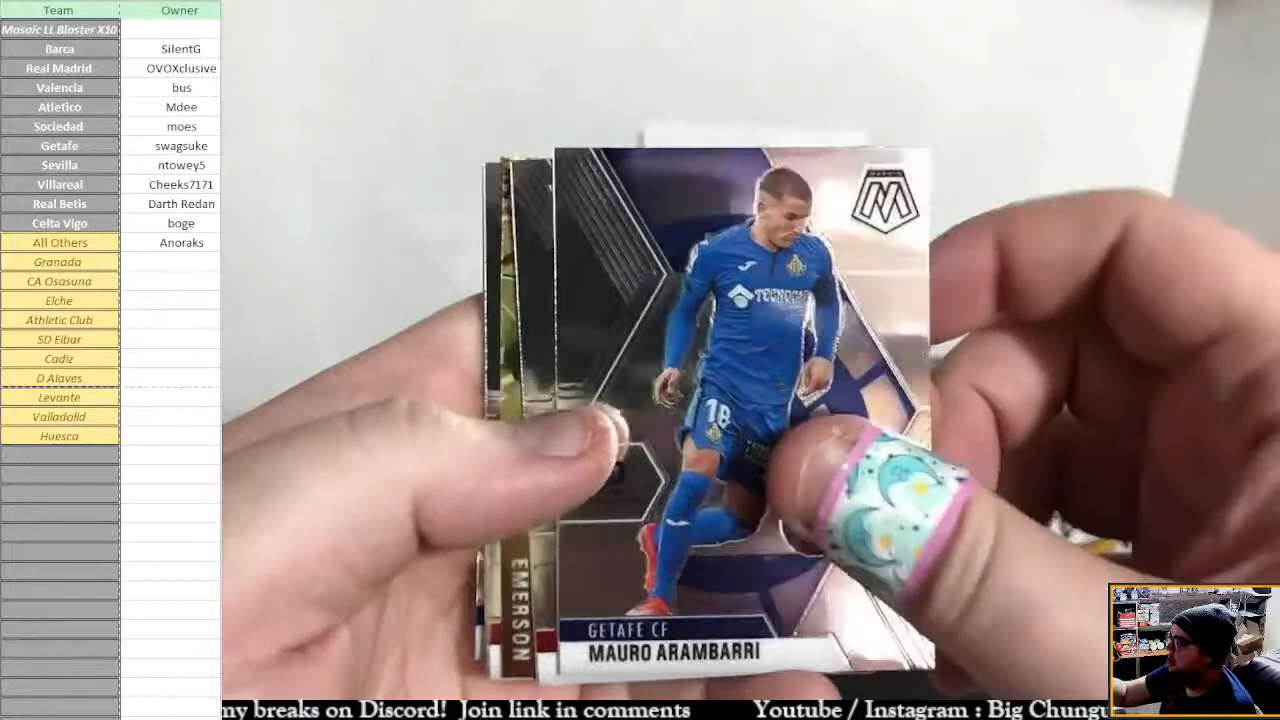 Team Owner
Mosaic LL Blaster X10
Barca SilentG
Real Madrid OVOXclusive
Valencia bus
Atletico Mdee
Sociedad moes
Getafe swagsuke
Sevilla ntowey5
Villareal Cheeks7171
Real Betis Darth Redan
Celta Vigo boge
All Others Anoraks
Granada
CA Osasuna
Elche
Athletic Club
SD Eibar
Cadiz
D Alaves
Levante
Valladolid
Huesca
MOSAIC
M
18
EMERSON
GETAFE CF
MAURO ARAMBARRI
my breaks on Discord! Join link in comments Youtube / Instagram : Big